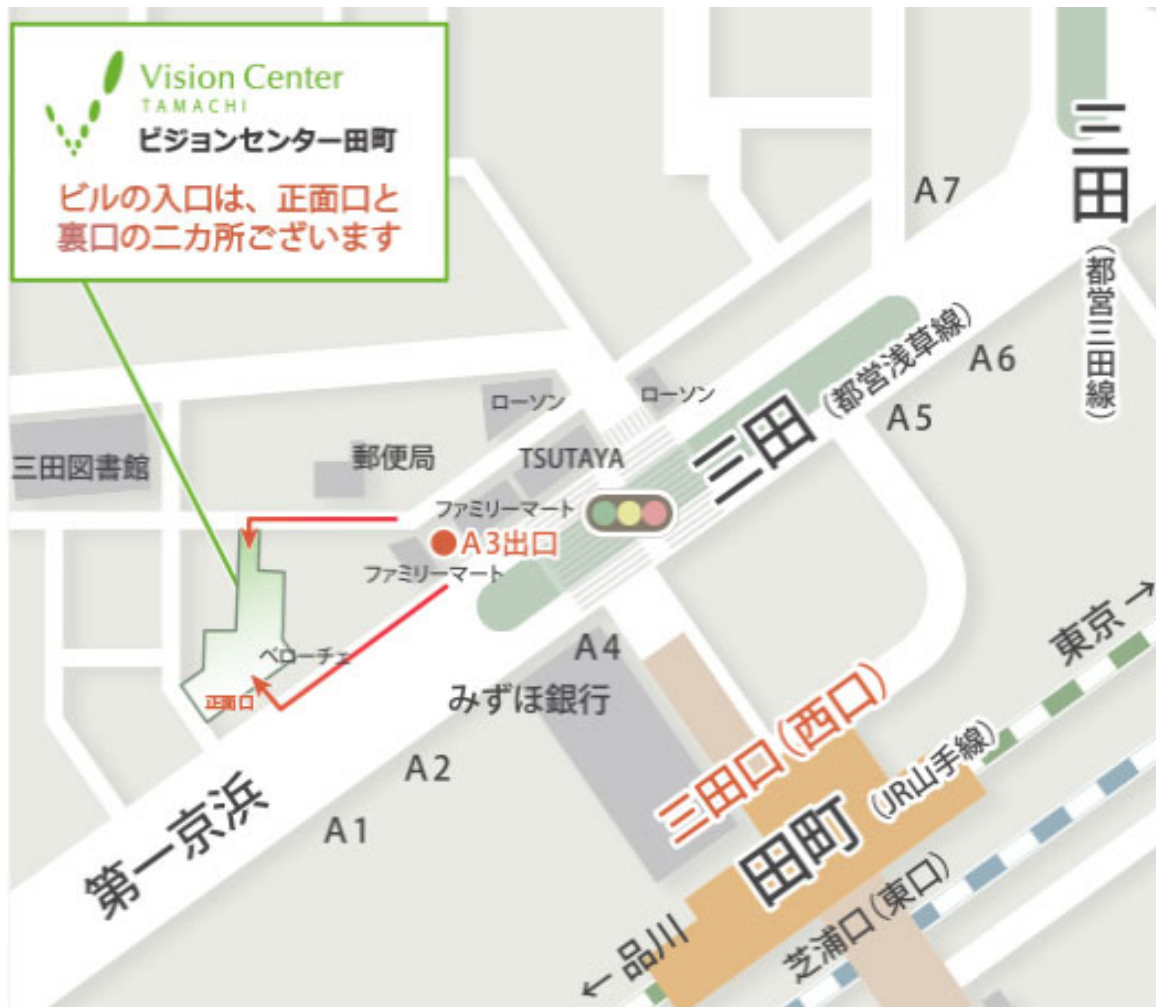 Vision Center
TAMACHI
ビジョンセンター田町
ビルの入口は、正面口と
裏口の二カ所ございます
A7
三田
(都営三田線)
A6
A5
三田
(都営浅草線)
ローソン
ローソン
TSUTAYA
郵便局
三田図書館
ファミリーマート
A3出口
ファミリーマート
ベローチェ
正面口
A4
みずほ銀行
A2
A1
第一京浜
東京→
三田口(西口)
田町
(JR山手線)
芝浦口(東口)
←品川